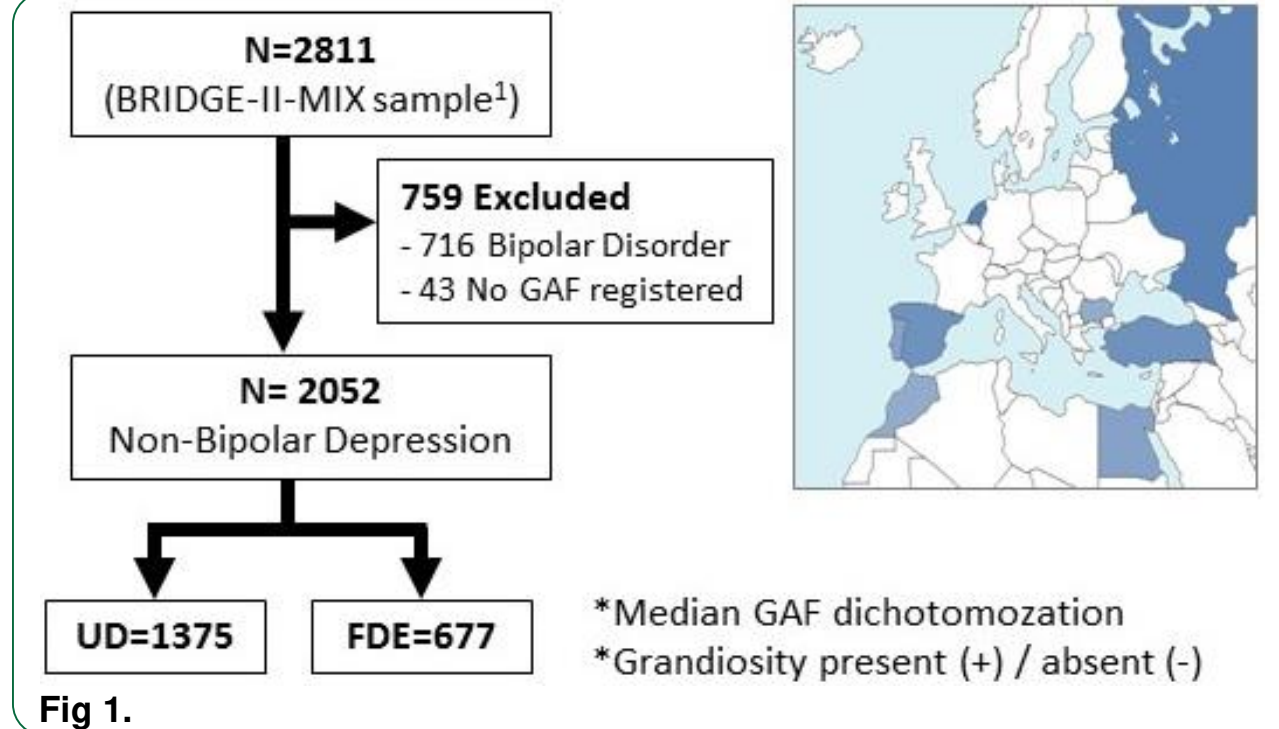 N=2811
(BRIDGE-II-MIX sample¹)
759 Excluded
- 716 Bipolar Disorder
- 43 No GAF registered
N= 2052
Non-Bipolar Depression
UD=1375
FDE=677
*Median GAF dichotomozation
*Grandiosity present (+) / absent (-)
Fig 1.